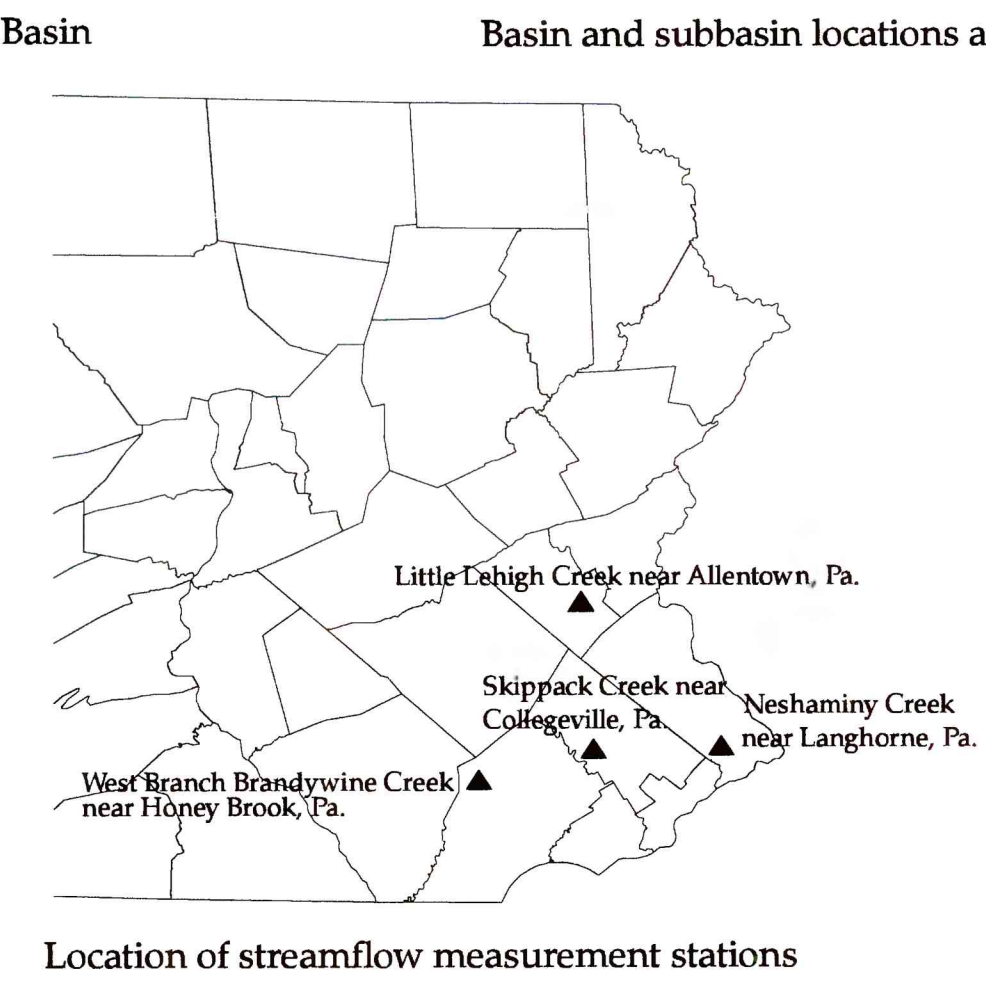 Basin
Basin and subbasin locations a
Little Lehigh Creek near Allentown, Pa.
Skippack Creek near
Collegeville, Pa.
Neshaminy Creek
near Langhorne, Pa.
West Branch Brandywine Creek
near Honey Brook, Pa.
Location of streamflow measurement stations